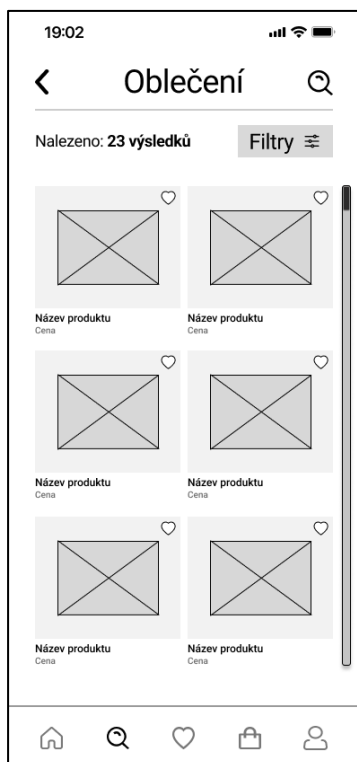 19:02
Oblečení
Nalezeno: 23 výsledků
Filtry
Název produktu
Cena
Název produktu
Cena
Název produktu
Cena
Název produktu
Cena
Název produktu
Cena
Název produktu
Cena